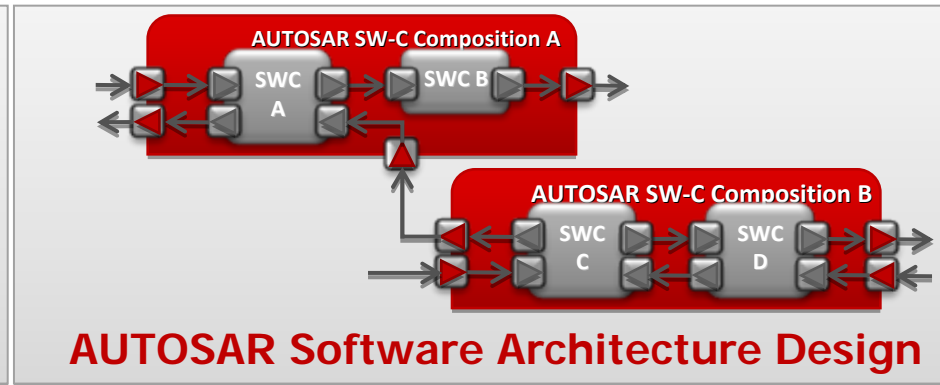 AUTOSAR SW-C Composition A
SWC
A
SWC B
AUTOSAR SW-C Composition B
SWC
C
SWC
D
AUTOSAR Software Architecture Design